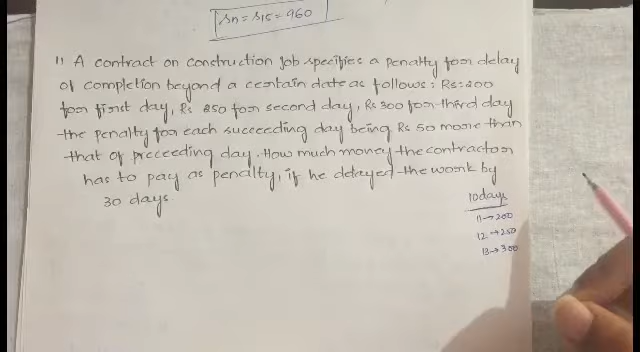 Sn = S15 = 960
11 A contract on construction job specifies a penalty for delay
of completion beyond a certain date as follows: Rs: 200
for first day, Rs 250 for second day, Rs 300 for third day
the penalty for each succeeding day being Rs 50 more than
that of preceeding day. How much money the contractor
has to pay as penalty, if he delayed the work by
30 days
10 days
11 → 200
12 → 250
13 → 300